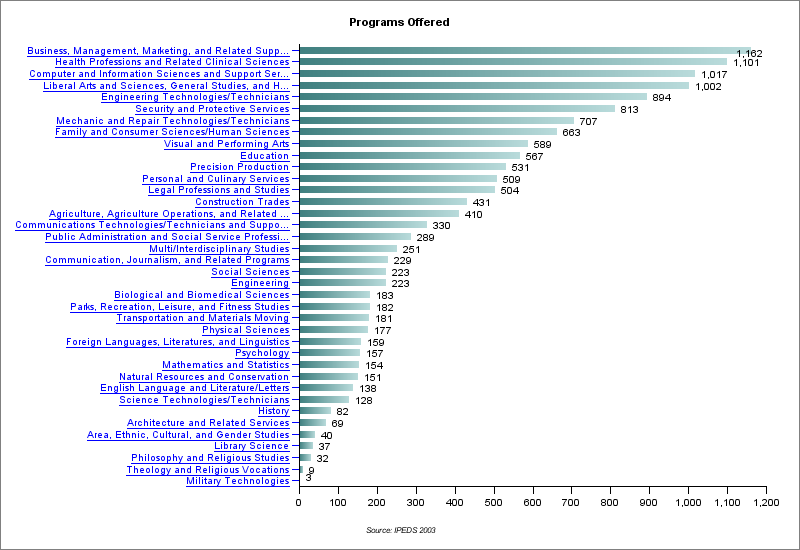 Programs Offered
Business, Management, Marketing, and Related Supp... 1,162
Health Professions and Related Clinical Sciences 1,101
Computer and Information Sciences and Support Ser... 1,017
Liberal Arts and Sciences, General Studies, and H... 1,002
Engineering Technologies/Technicians 894
Security and Protective Services 813
Mechanic and Repair Technologies/Technicians 707
Family and Consumer Sciences/Human Sciences 663
Visual and Performing Arts 589
Education 567
Precision Production 531
Personal and Culinary Services 509
Legal Professions and Studies 504
Construction Trades 431
Agriculture, Agriculture Operations, and Related ... 410
Communications Technologies/Technicians and Suppo... 330
Public Administration and Social Service Professi... 289
Multi/Interdisciplinary Studies 251
Communication, Journalism, and Related Programs 229
Social Sciences 223
Engineering 223
Biological and Biomedical Sciences 183
Parks, Recreation, Leisure, and Fitness Studies 182
Transportation and Materials Moving 181
Physical Sciences 177
Foreign Languages, Literatures, and Linguistics 159
Psychology 157
Mathematics and Statistics 154
Natural Resources and Conservation 151
English Language and Literature/Letters 138
Science Technologies/Technicians 128
History 82
Architecture and Related Services 69
Area, Ethnic, Cultural, and Gender Studies 40
Library Science 37
Philosophy and Religious Studies 32
Theology and Religious Vocations 9
Military Technologies 3
0 100 200 300 400 500 600 700 800 900 1,000 1,100 1,200
Source: IPEDS 2003